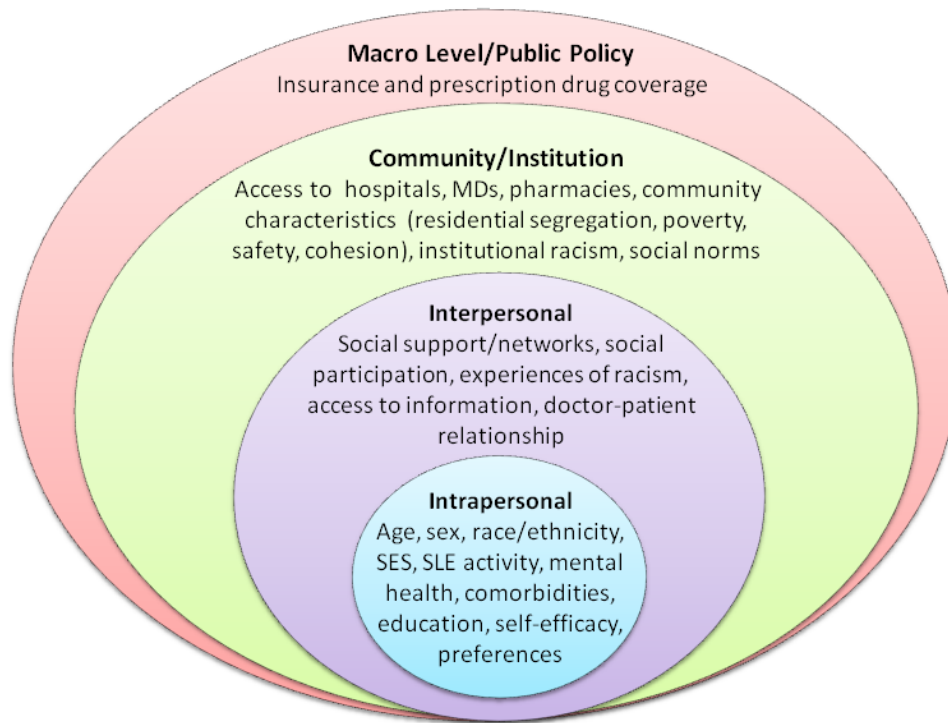 Macro Level/Public Policy
Insurance and prescription drug coverage
Community/Institution
Access to hospitals, MDs, pharmacies, community
characteristics (residential segregation, poverty,
safety, cohesion), institutional racism, social norms
Interpersonal
Social support/networks, social
participation, experiences of racism,
access to information, doctor-patient
relationship
Intrapersonal
Age, sex, race/ethnicity,
SES, SLE activity, mental
health, comorbidities,
education, self-efficacy,
preferences